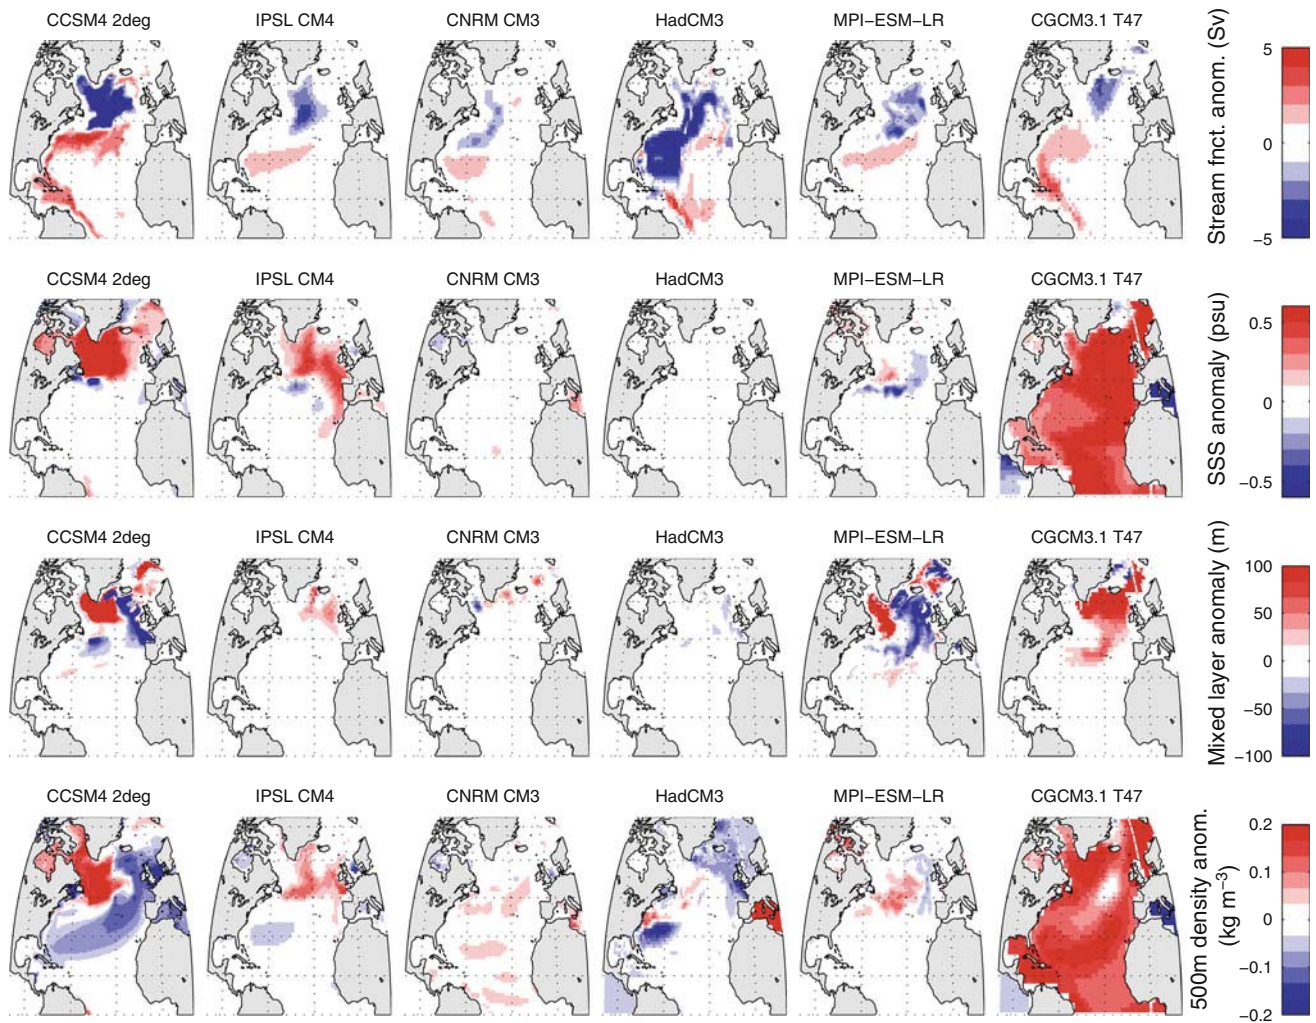 CCSM4 2deg IPSL CM4 CNRM CM3 HadCM3 MPI−ESM−LR CGCM3.1 T47
Stream fnct. anom. (Sv)
5
0
−5
CCSM4 2deg IPSL CM4 CNRM CM3 HadCM3 MPI−ESM−LR CGCM3.1 T47
SSS anomaly (psu)
0.5
0
−0.5
CCSM4 2deg IPSL CM4 CNRM CM3 HadCM3 MPI−ESM−LR CGCM3.1 T47
Mixed layer anomaly (m)
100
50
0
−50
−100
CCSM4 2deg IPSL CM4 CNRM CM3 HadCM3 MPI−ESM−LR CGCM3.1 T47
500m density anom.
(kg m−3)
0.2
0.1
0
−0.1
−0.2